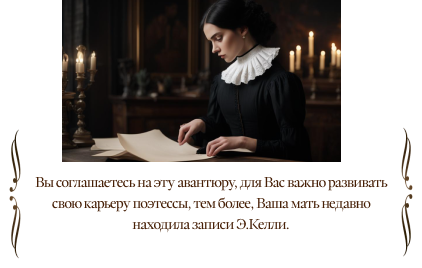 Вы соглашаетесь на эту авантюру, для Вас важно развивать
свою карьеру поэтессы, тем более, Ваша мать недавно
находила записи Э.Келли.